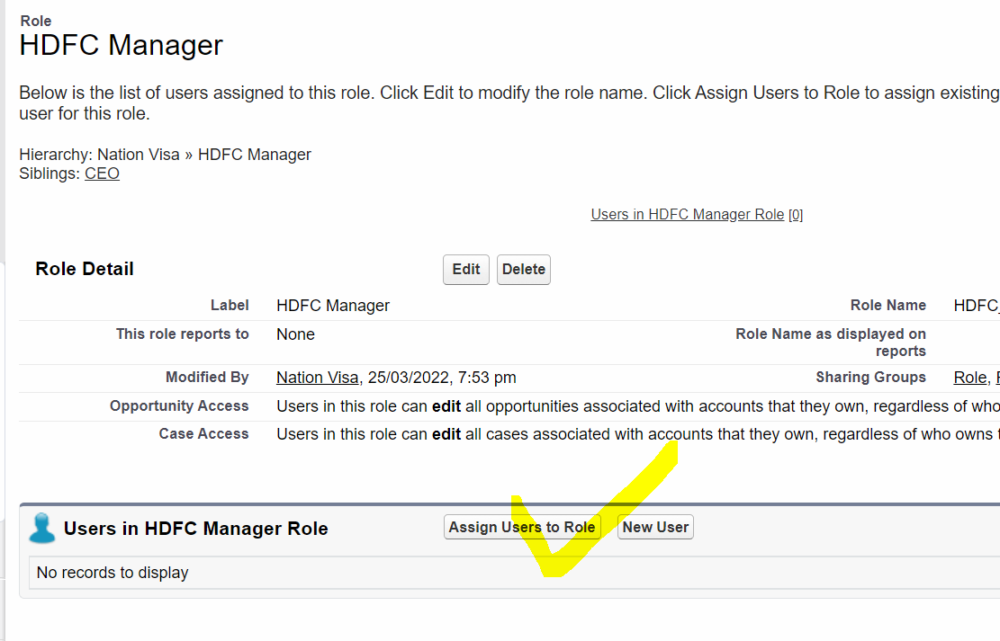 Role
HDFC Manager
Below is the list of users assigned to this role. Click Edit to modify the role name. Click Assign Users to Role to assign existing
user for this role.
Hierarchy: Nation Visa » HDFC Manager
Siblings: CEO
Users in HDFC Manager Role [0]
Role Detail
Edit
Delete
Label
HDFC Manager
Role Name
HDFC_
This role reports to
None
Role Name as displayed on
reports
Modified By
Nation Visa, 25/03/2022, 7:53 pm
Sharing Groups
Role,
Opportunity Access
Users in this role can edit all opportunities associated with accounts that they own, regardless of who
Case Access
Users in this role can edit all cases associated with accounts that they own, regardless of who owns
Users in HDFC Manager Role
Assign Users to Role
New User
No records to display